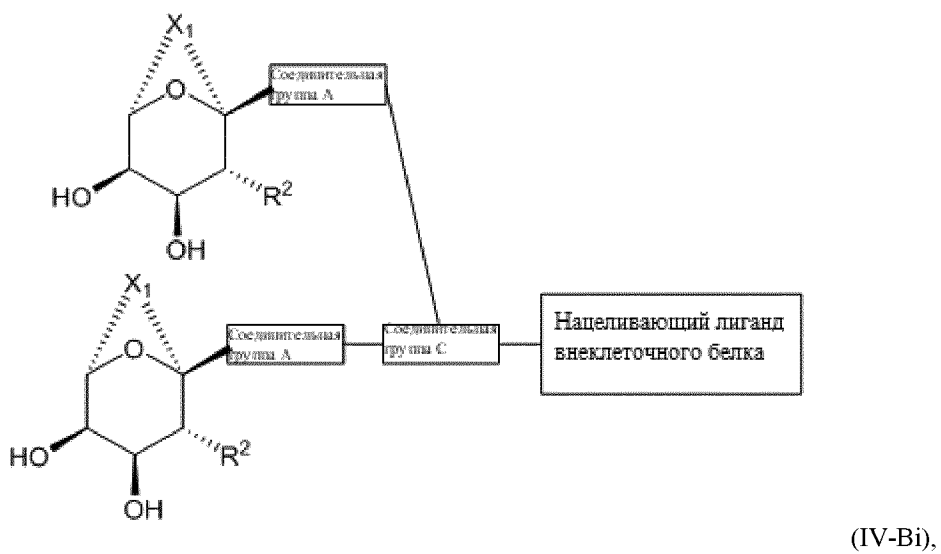 X1
O
Соединительная
группа A
HO
R2
OH
X1
O
Соединительная
группа A
Соединительная
группа C
Нацеливающий лиганд
внеклеточного белка
HO
R2
OH
(IV-Bi),